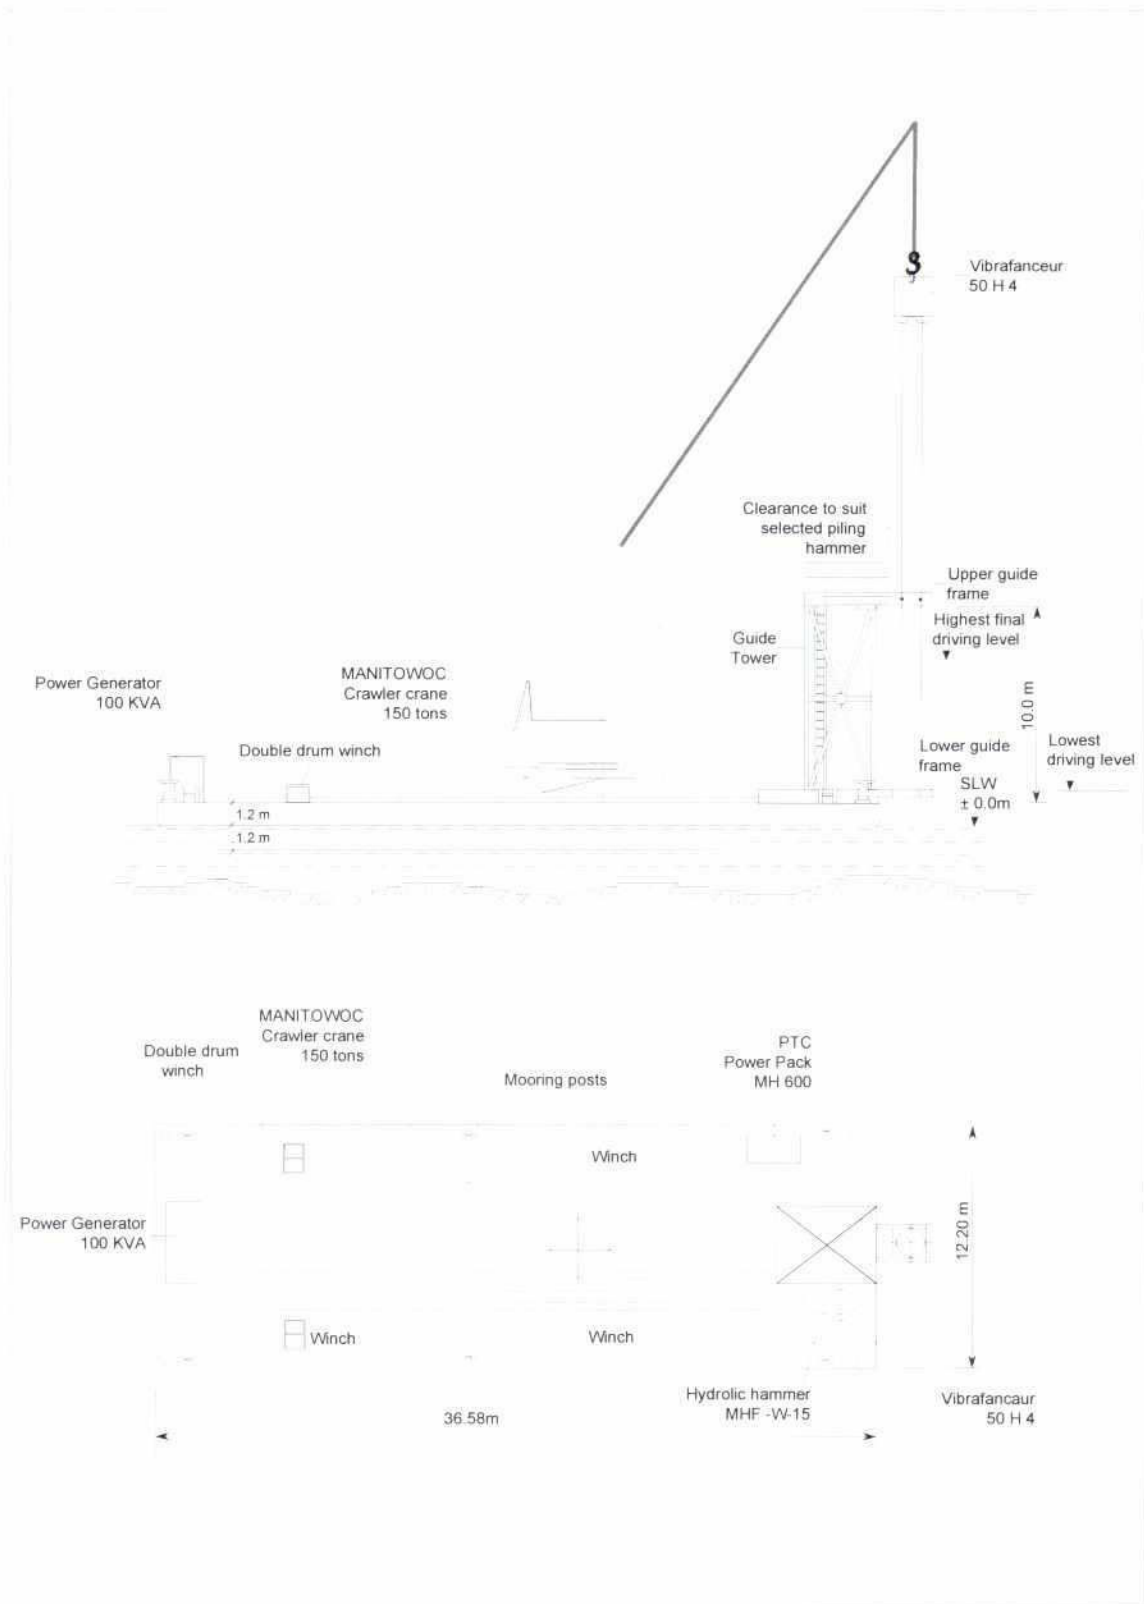 Vibrafanceur
50 H 4
Clearance to suit
selected piling
hammer
Upper guide
frame
Highest final
driving level
Guide
Tower
MANITOWOC
Crawler crane
150 tons
Power Generator
100 KVA
10.0 m
Double drum winch
Lower guide
frame
Lowest
driving level
SLW
± 0.0m
1.2 m
1.2 m
MANITOWOC
Crawler crane
150 tons
Double drum
winch
PTC
Power Pack
MH 600
Mooring posts
Winch
Power Generator
100 KVA
12.20 m
Winch
Winch
Hydrolic hammer
MHF -W-15
Vibrafancaur
50 H 4
36.58m